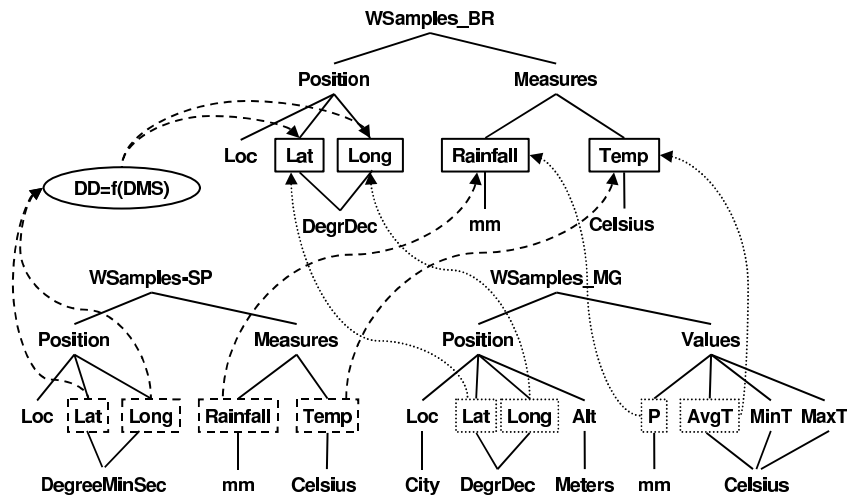 WSamples_BR
Position Measures
Loc Lat Long Rainfall Temp
DD=f(DMS)
DegrDec mm Celsius
WSamples-SP WSamples_MG
Position Measures Position Values
Loc Lat Long Rainfall Temp Loc Lat Long Alt P AvgT MinT MaxT
DegreeMinSec mm Celsius City DegrDec Meters mm Celsius